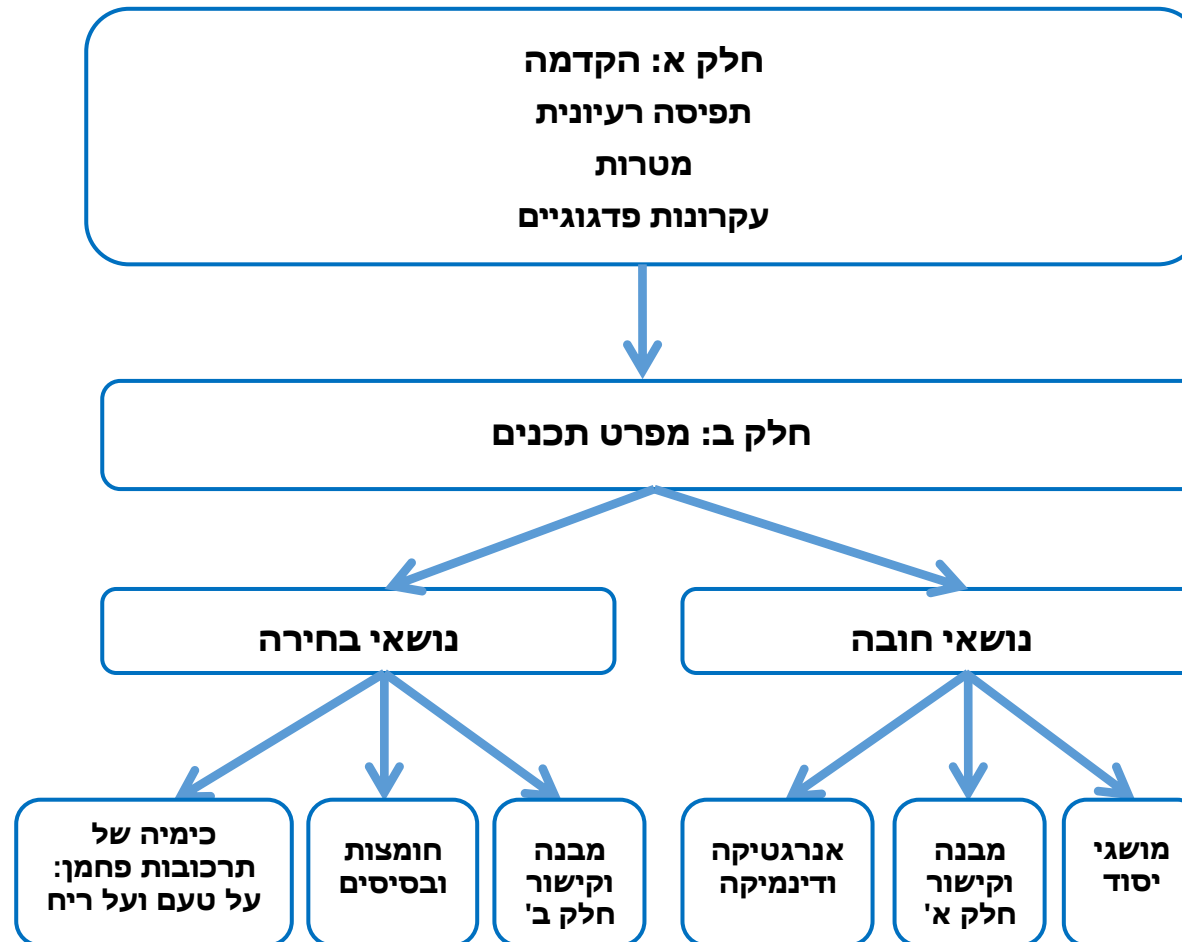 חלק א: הקדמה
תפיסה רעיונית
מטרות
עקרונות פדגוגיים
חלק ב: מפרט תכנים
נושאי חובה
נושאי בחירה
מושגי
יסוד
מבנה
וקישור
חלק א'
אנרגטיקה
ודינמיקה
מבנה
וקישור
חלק ב'
חומצות
ובסיסים
כימיה של
תרכובות פחמן:
על טעם ועל ריח